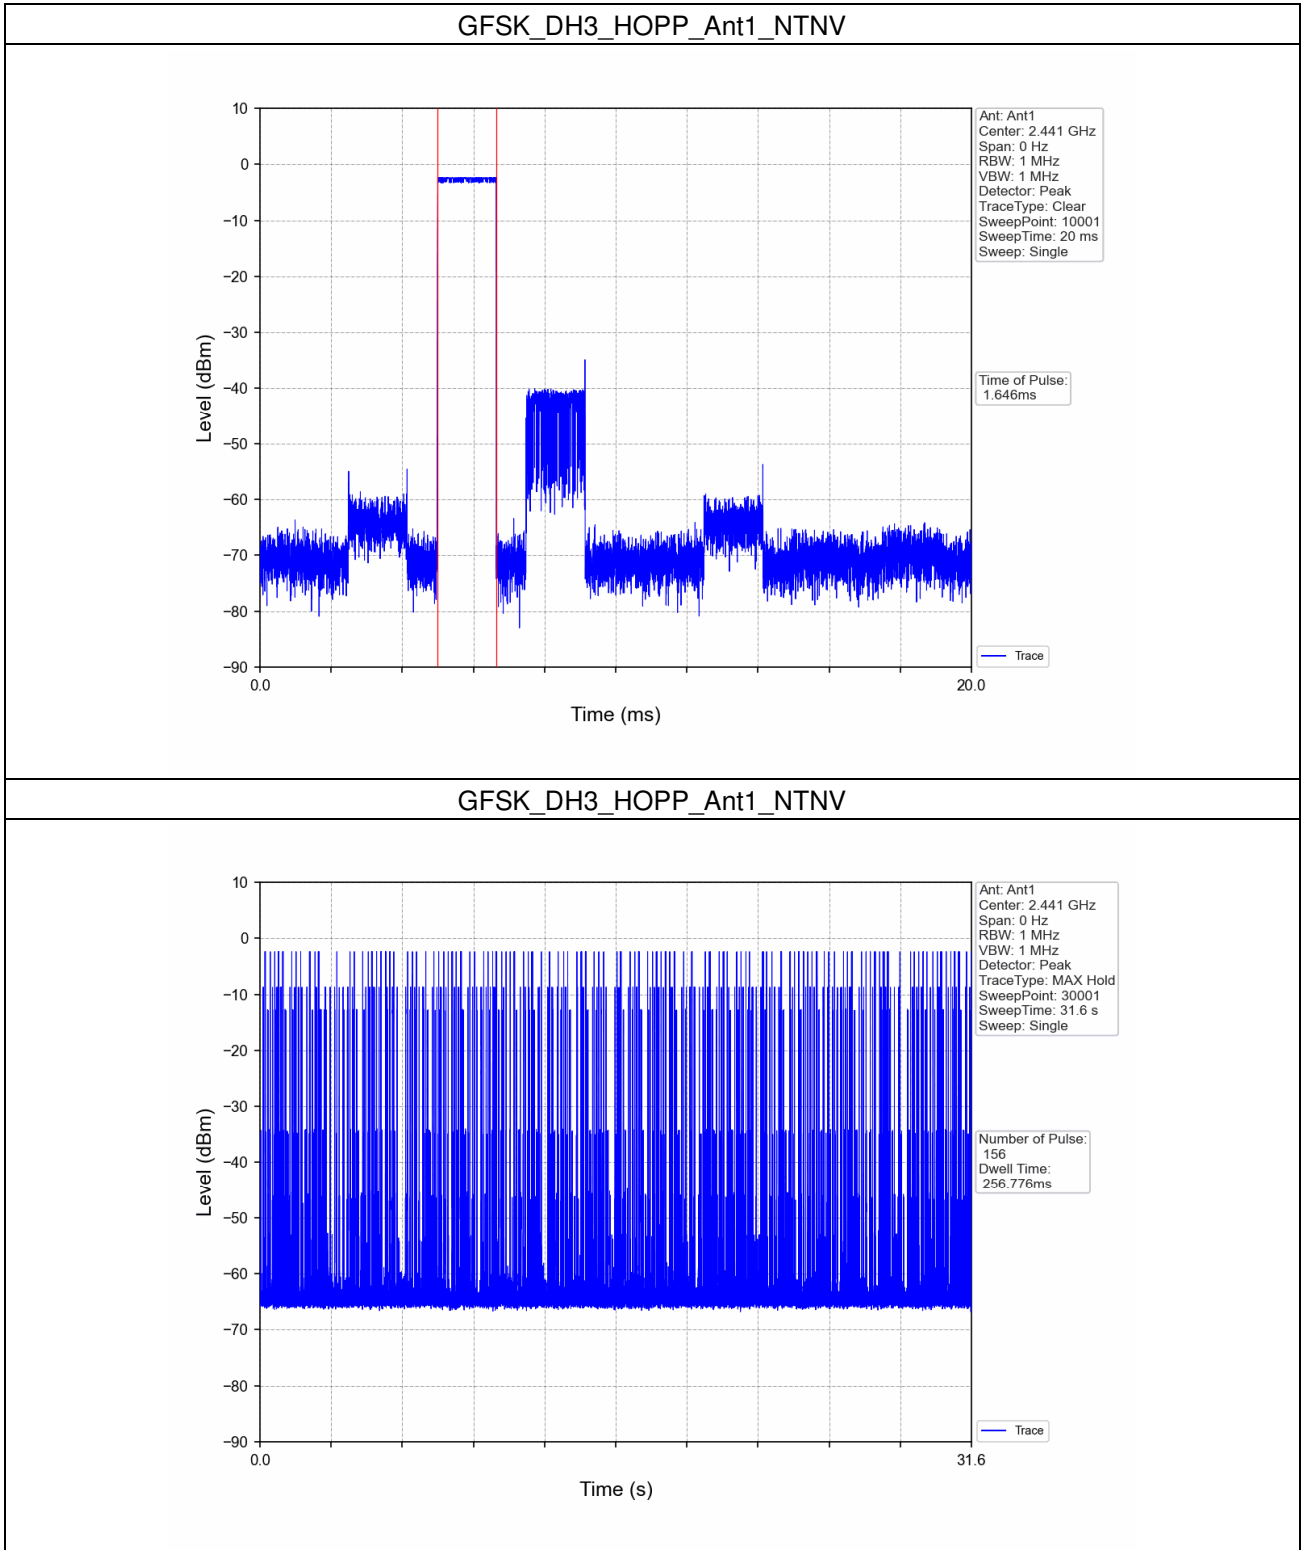 GFSK_DH3_HOPP_Ant1_NTNV
10
0
−10
−20
−30
−40
−50
−60
−70
−80
−90
Level (dBm)
0.0
20.0
Time (ms)
Ant: Ant1
Center: 2.441 GHz
Span: 0 Hz
RBW: 1 MHz
VBW: 1 MHz
Detector: Peak
TraceType: Clear
SweepPoint: 10001
SweepTime: 20 ms
Sweep: Single
Time of Pulse:
1.646ms
Trace
GFSK_DH3_HOPP_Ant1_NTNV
10
0
−10
−20
−30
−40
−50
−60
−70
−80
−90
Level (dBm)
0.0
31.6
Time (s)
Ant: Ant1
Center: 2.441 GHz
Span: 0 Hz
RBW: 1 MHz
VBW: 1 MHz
Detector: Peak
TraceType: MAX Hold
SweepPoint: 30001
SweepTime: 31.6 s
Sweep: Single
Number of Pulse:
156
Dwell Time:
256.776ms
Trace